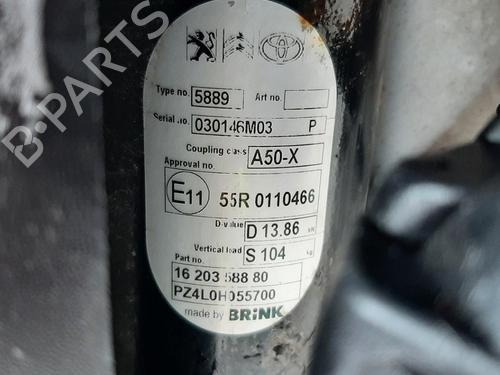 B-PARTS
Type no. 5889 Art no.
Serial no. 030146M03 P
Coupling class A50-X
Approval no
E11 55R 0110466
D-value D 13.86 kN
Vertical load S 104 kg
Part no.
16 203 588 80
PZ4L0H055700
made by BRINK